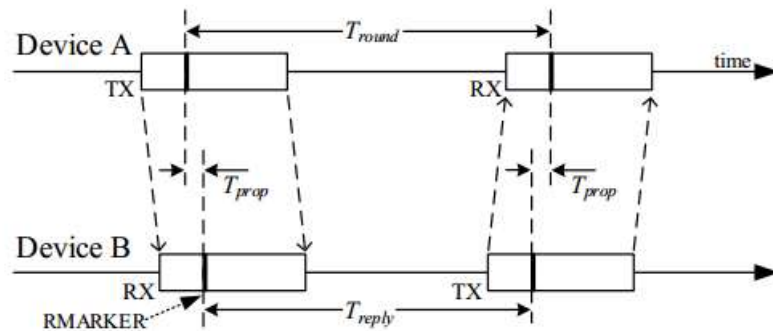 T_round
Device A
time
TX
RX
T_prop
T_prop
Device B
RX
TX
RMARKER
T_reply